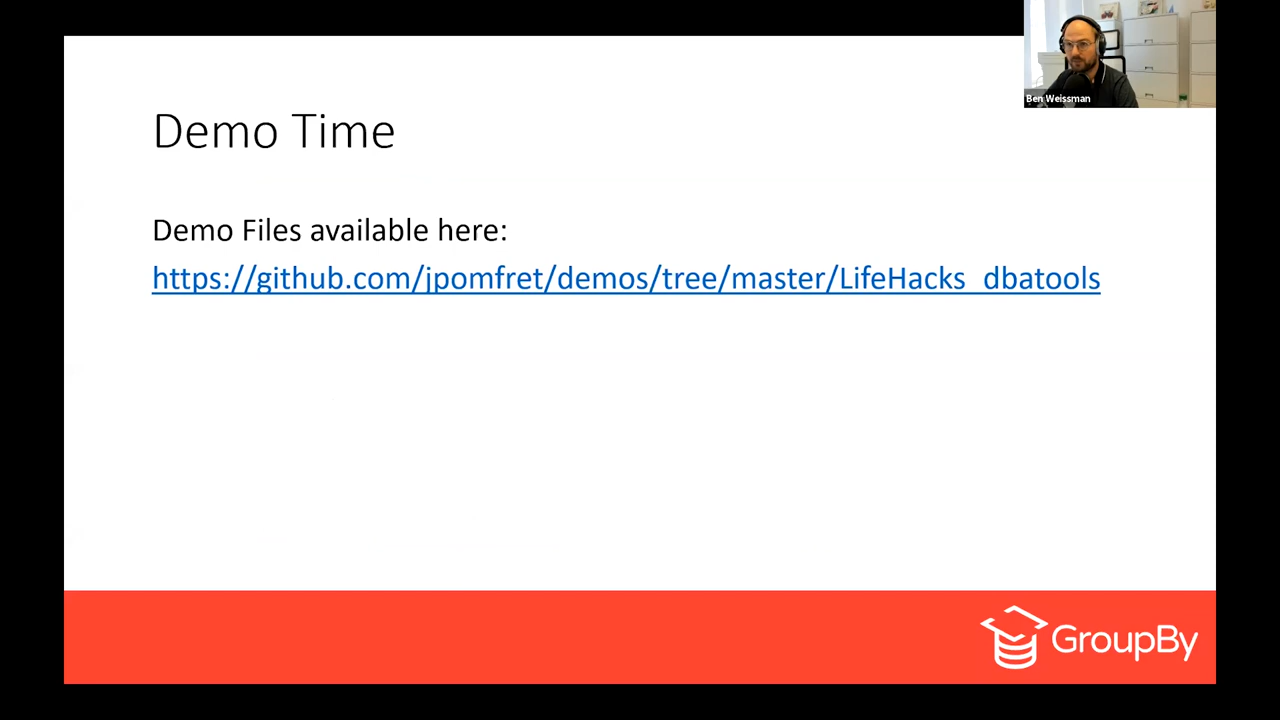 Ben Weissman
Demo Time
Demo Files available here:
https://github.com/jpomfret/demos/tree/master/LifeHacks_dbatools
GroupBy